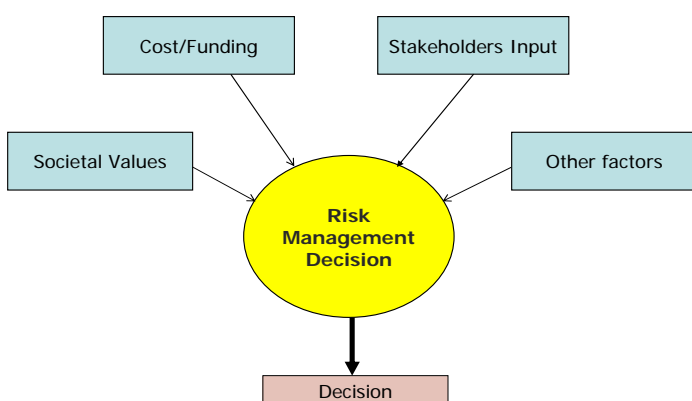 Cost/Funding
Stakeholders Input
Societal Values
Other factors
Risk
Management
Decision
Decision